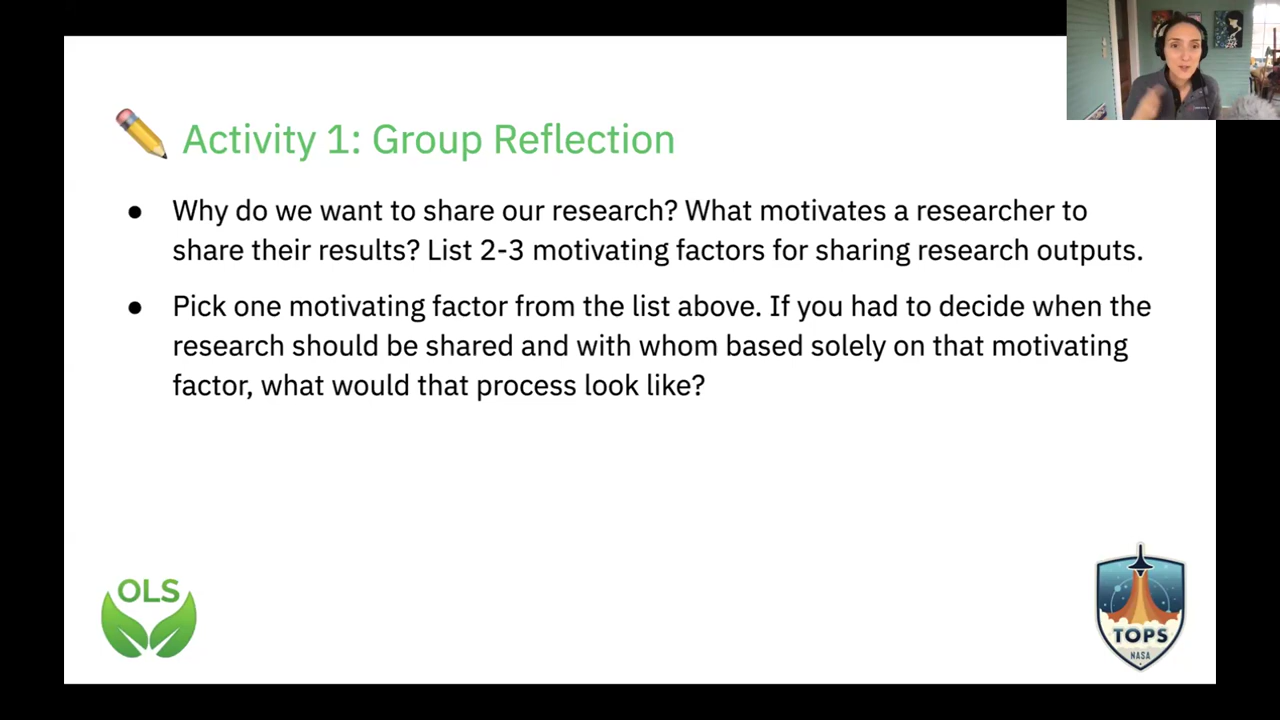 Activity 1: Group Reflection
● Why do we want to share our research? What motivates a researcher to
share their results? List 2-3 motivating factors for sharing research outputs.
● Pick one motivating factor from the list above. If you had to decide when the
research should be shared and with whom based solely on that motivating
factor, what would that process look like?
OLS
TOPS
NASA